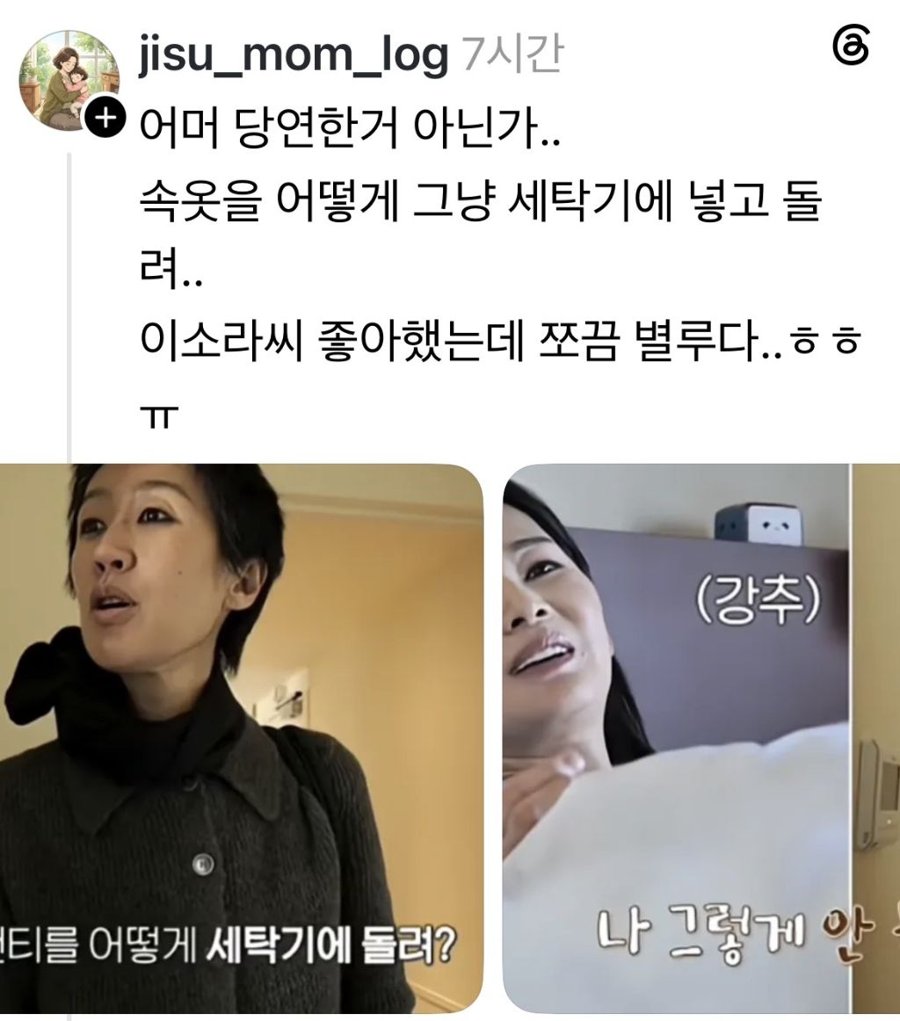 jisu_mom_log 7시간
어머 당연한거 아닌가..
속옷을 어떻게 그냥 세탁기에 넣고 돌
려..
이소라씨 좋아했는데 쪼끔 별루다..ㅎㅎ
ㅠ
(강추)
티를 어떻게 세탁기에 돌려?
나 그렇게 안